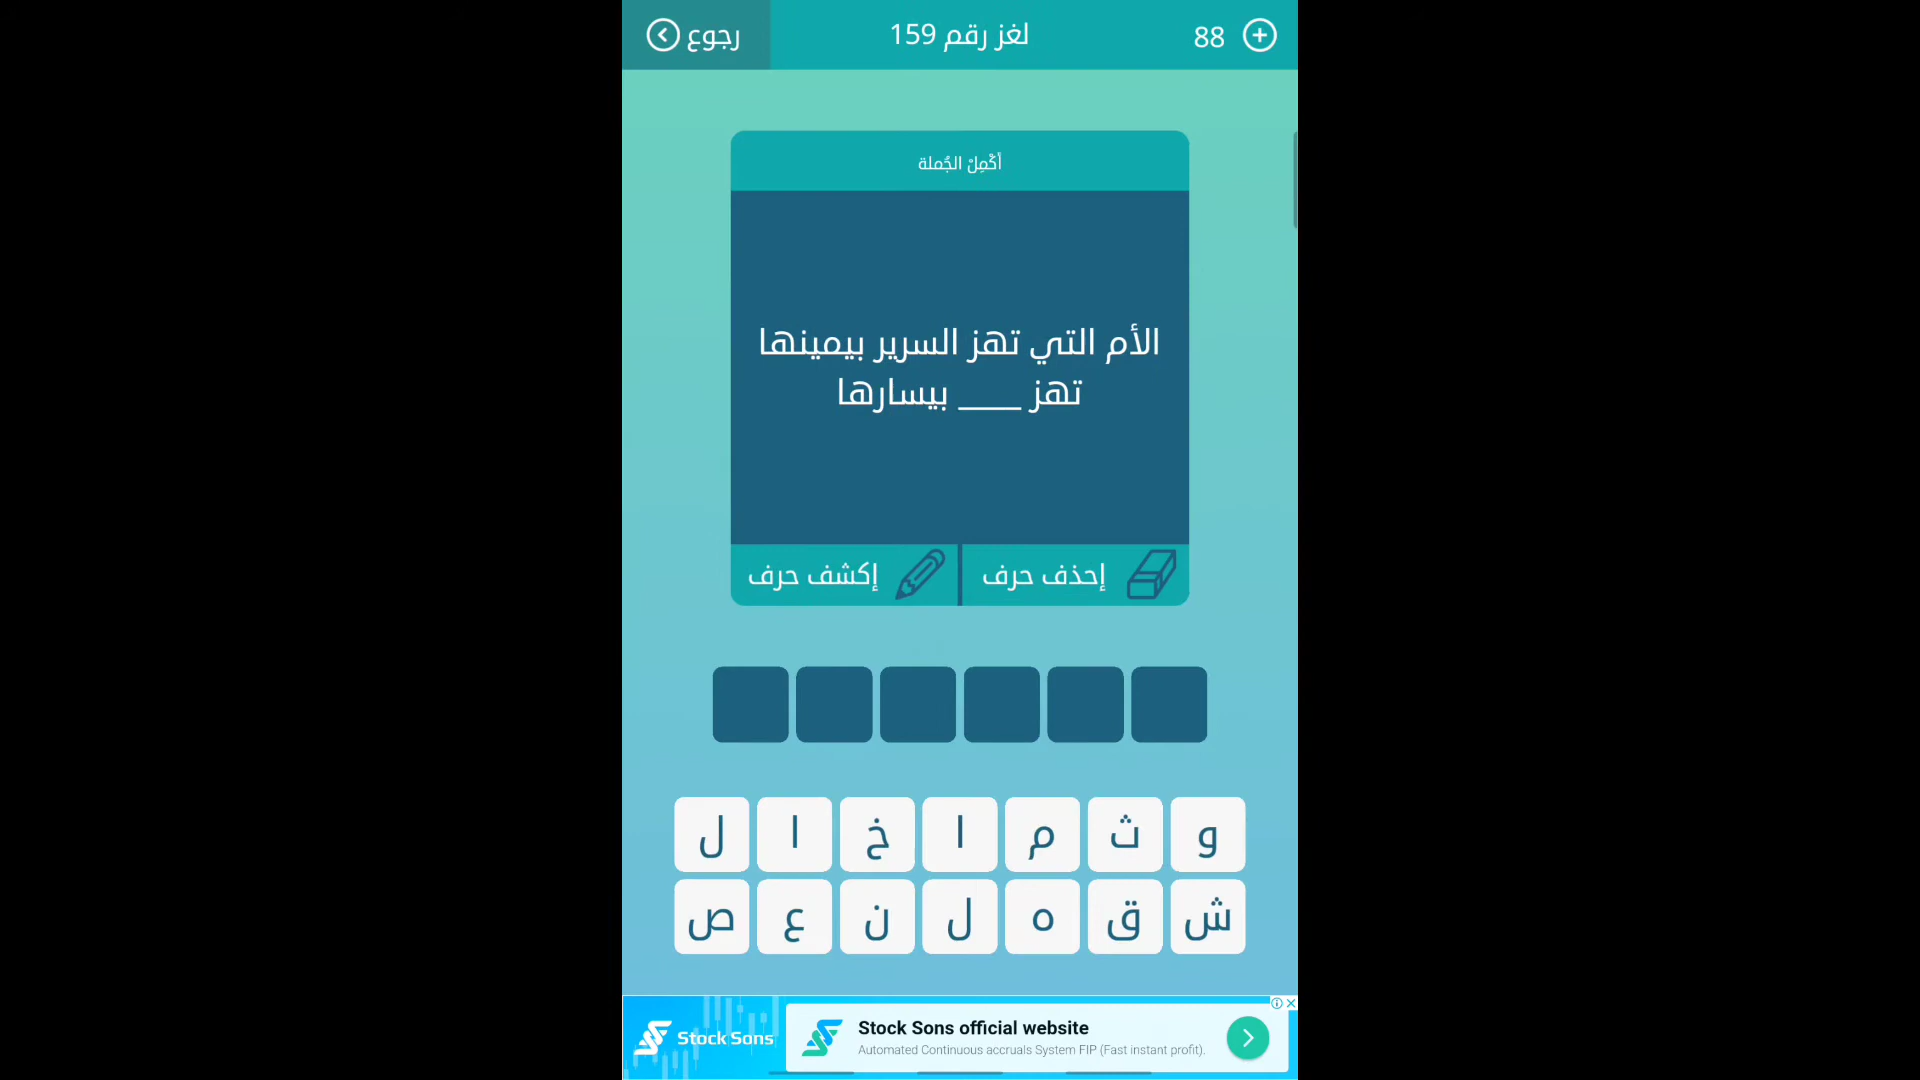 رجوع
لغز رقم 159
88
أكْمِلْ الجُملة
الأم التي تهز السرير بيمينها
تهز ____ بيسارها
إحذف حرف
إكشف حرف
و ث م ا خ ا ل
ش ق ه ل ن ع ص
Stock Sons
Stock Sons official website
Automated Continuous accruals System FIP (Fast instant profit).